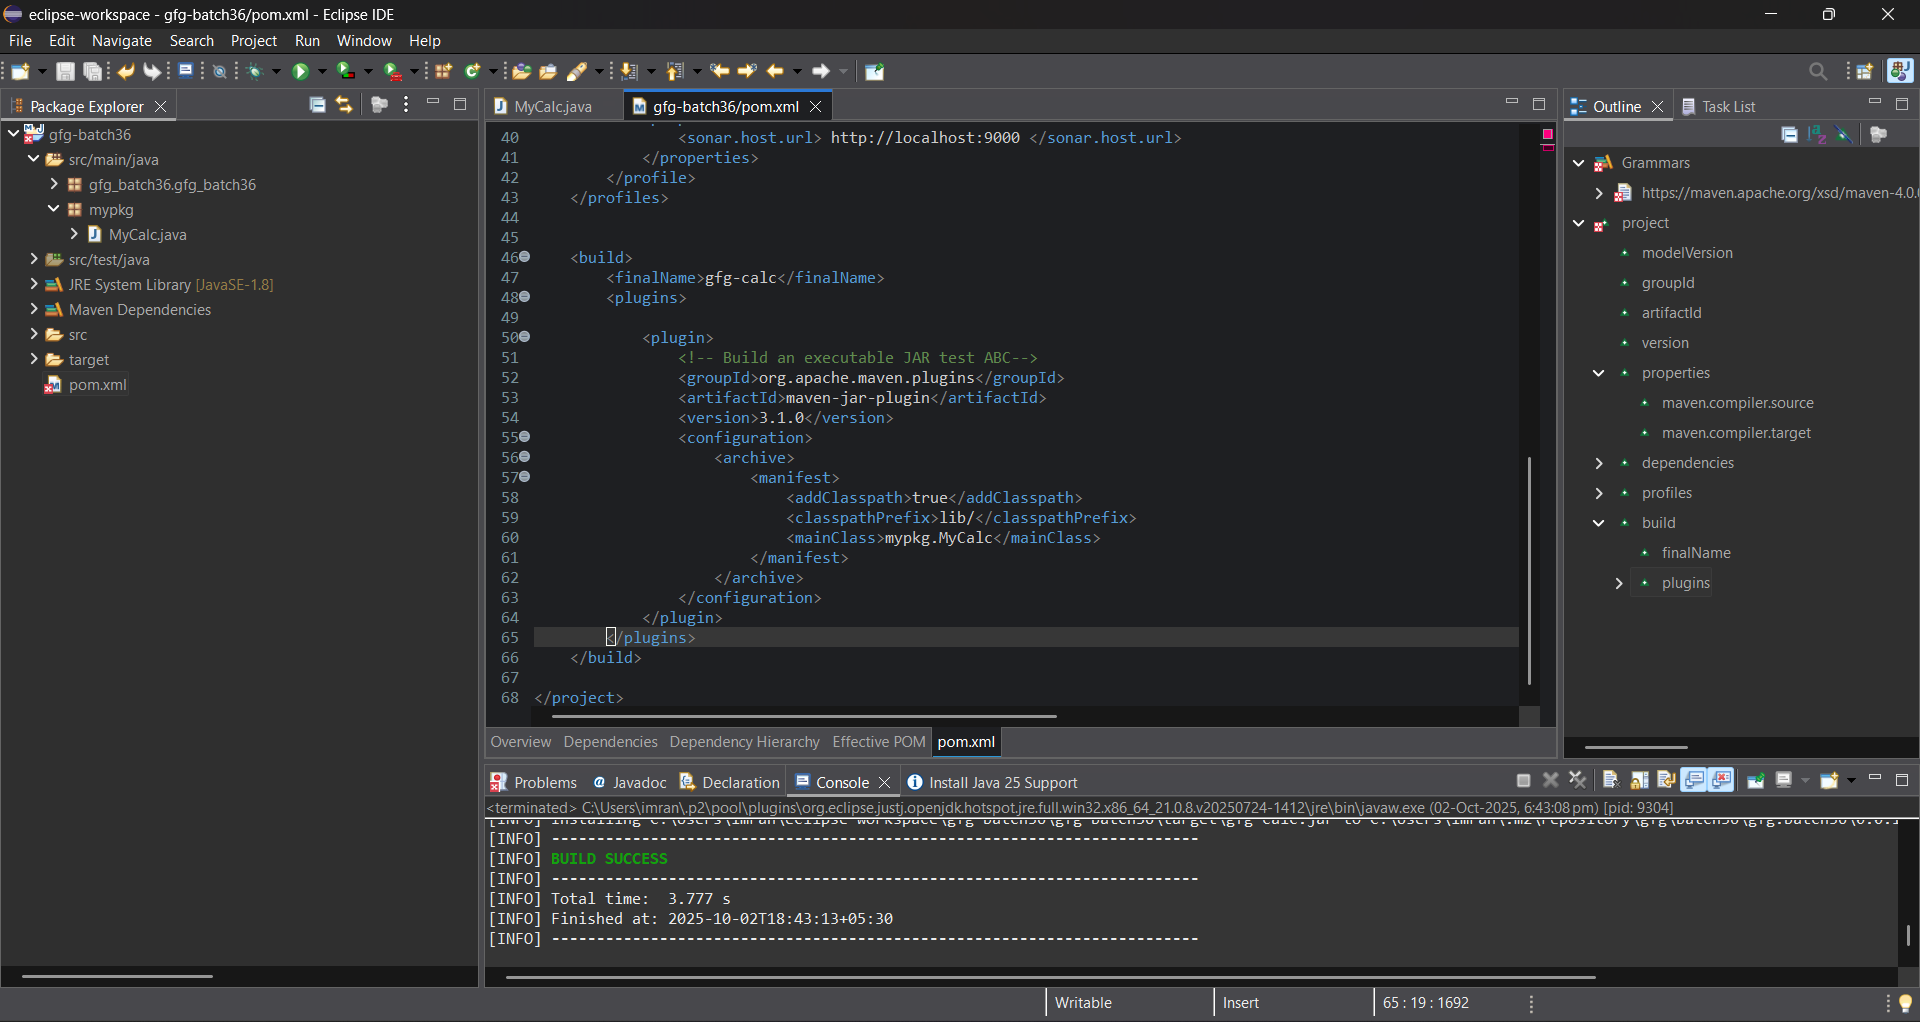 eclipse-workspace - gfg-batch36/pom.xml - Eclipse IDE
File Edit Navigate Search Project Run Window Help
Package Explorer
gfg-batch36
src/main/java
gfg_batch36.gfg_batch36
mypkg
MyCalc.java
src/test/java
JRE System Library [JavaSE-1.8]
Maven Dependencies
src
target
pom.xml
MyCalc.java gfg-batch36/pom.xml
40 <sonar.host.url> http://localhost:9000 </sonar.host.url>
41 </properties>
42 </profile>
43 </profiles>
44
45
46 <build>
47 <finalName>gfg-calc</finalName>
48 <plugins>
49
50 <plugin>
51 <!-- Build an executable JAR test ABC-->
52 <groupId>org.apache.maven.plugins</groupId>
53 <artifactId>maven-jar-plugin</artifactId>
54 <version>3.1.0</version>
55 <configuration>
56 <archive>
57 <manifest>
58 <addClasspath>true</addClasspath>
59 <classpathPrefix>lib/</classpathPrefix>
60 <mainClass>mypkg.MyCalc</mainClass>
61 </manifest>
62 </archive>
63 </configuration>
64 </plugin>
65 </plugins>
66 </build>
67
68 </project>
Overview Dependencies Dependency Hierarchy Effective POM pom.xml
Outline Task List
Grammars
https://maven.apache.org/xsd/maven-4.0.
project
modelVersion
groupId
artifactId
version
properties
maven.compiler.source
maven.compiler.target
dependencies
profiles
build
finalName
plugins
Problems @ Javadoc Declaration Console Install Java 25 Support
<terminated> C:\Users\imran\.p2\pool\plugins\org.eclipse.justj.openjdk.hotspot.jre.full.win32.x86_64_21.0.8.v20250724-1412\jre\bin\javaw.exe (02-Oct-2025, 6:43:08 pm) [pid: 9304]
[INFO] ------------------------------------------------------------------------
[INFO] BUILD SUCCESS
[INFO] ------------------------------------------------------------------------
[INFO] Total time:  3.777 s
[INFO] Finished at: 2025-10-02T18:43:13+05:30
[INFO] ------------------------------------------------------------------------
Writable Insert 65 : 19 : 1692